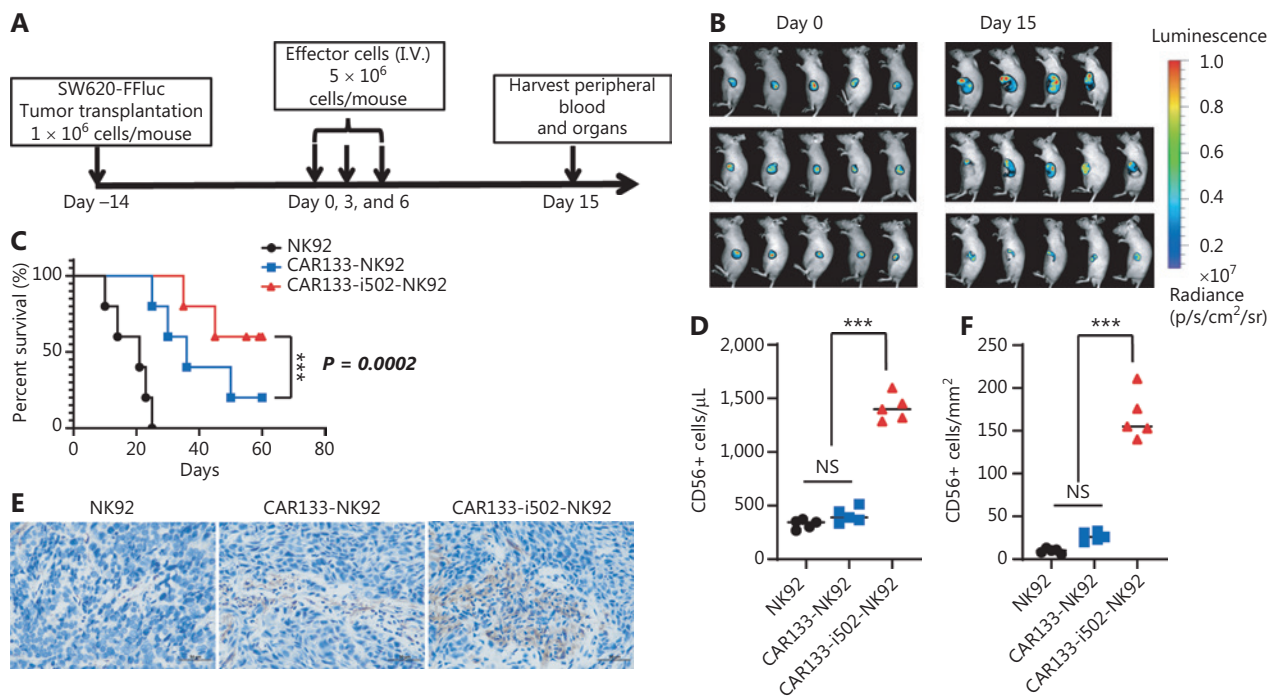 A
SW620-FFluc
Tumor transplantation
1 × 10⁶ cells/mouse
Effector cells (I.V.)
5 × 10⁶
cells/mouse
Harvest peripheral
blood
and organs
Day –14
Day 0, 3, and 6
Day 15
B
Day 0
Day 15
Luminescence
1.0
0.8
0.6
0.4
0.2
×10⁷
Radiance
(p/s/cm²/sr)
C
NK92
CAR133-NK92
CAR133-i502-NK92
Percent survival (%)
100
50
0
0 20 40 60 80
Days
***
P = 0.0002
D
CD56+ cells/µL
2,000
1,500
1,000
500
0
***
NS
NK92
CAR133-NK92
CAR133-i502-NK92
F
CD56+ cells/mm²
250
200
150
100
50
0
***
NS
NK92
CAR133-NK92
CAR133-i502-NK92
E
NK92
CAR133-NK92
CAR133-i502-NK92